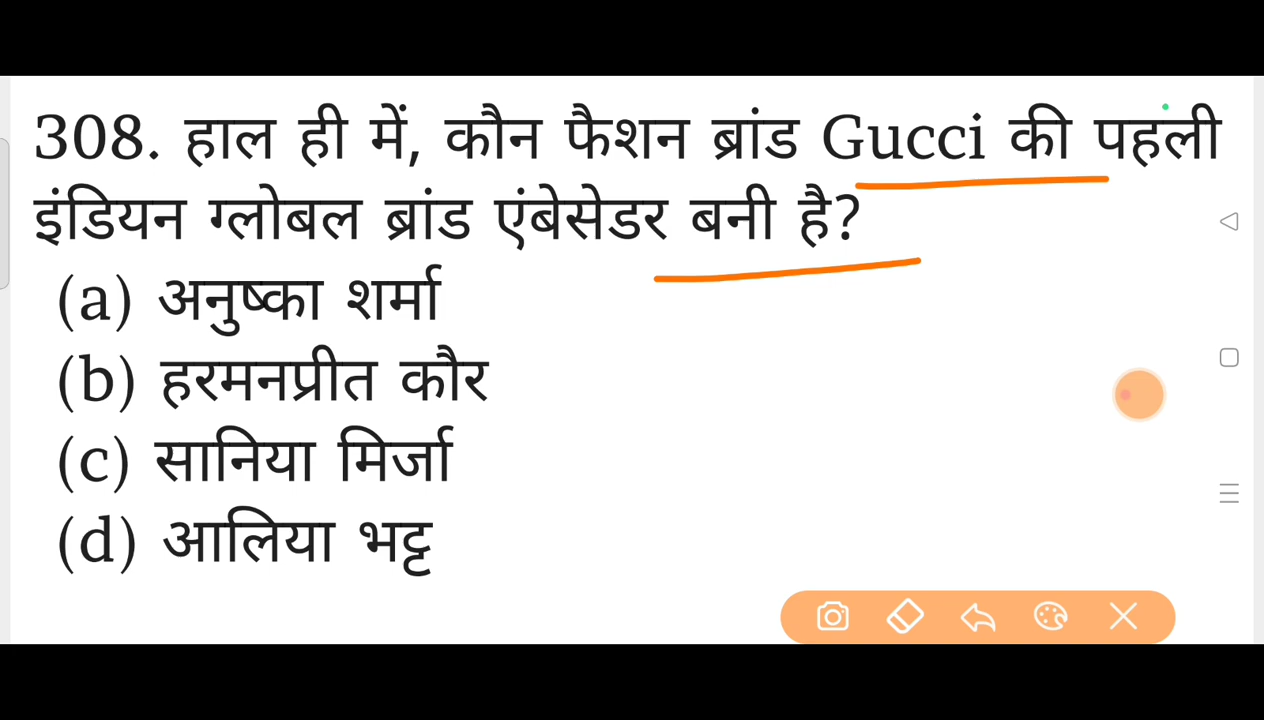 308. हाल ही में, कौन फैशन ब्रांड Gucci की पहली
इंडियन ग्लोबल ब्रांड एंबेसेडर बनी है?
(a) अनुष्का शर्मा
(b) हरमनप्रीत कौर
(c) सानिया मिर्जा
(d) आलिया भट्ट